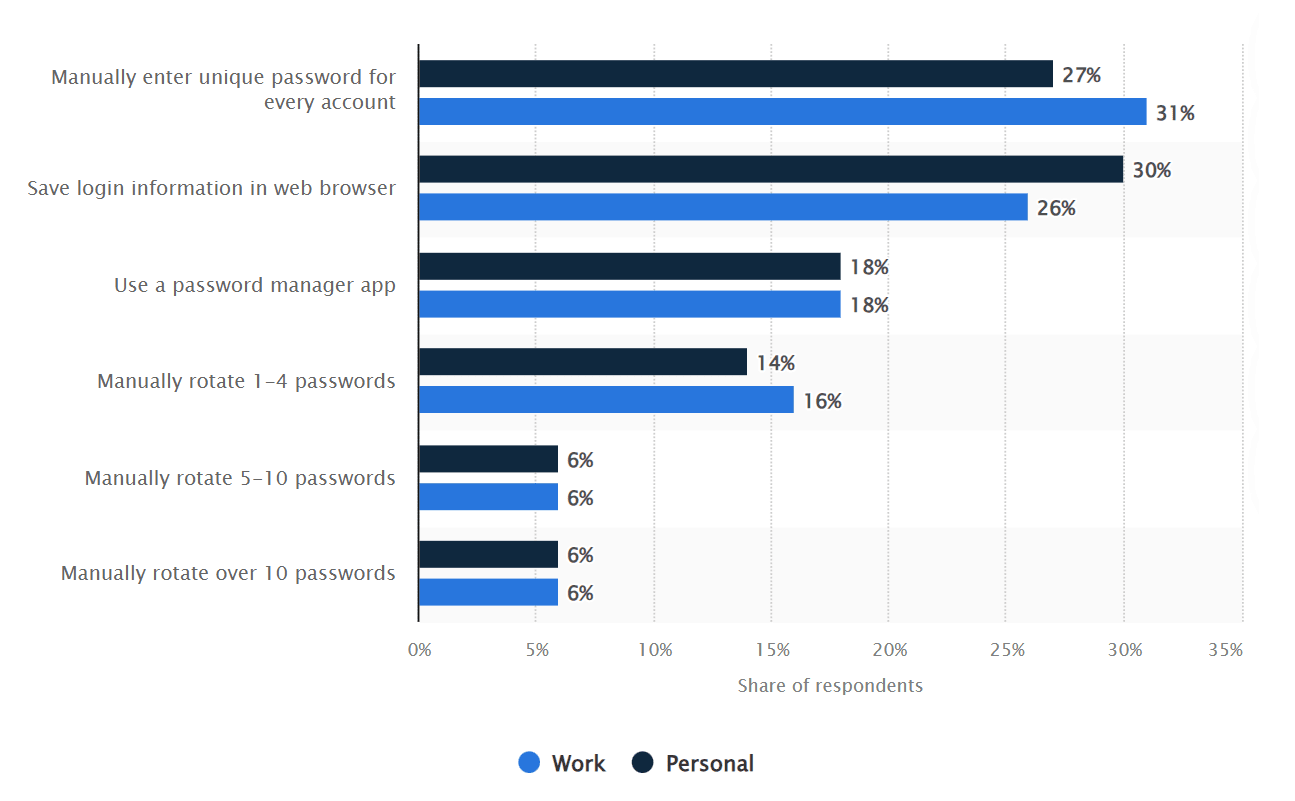 Manually enter unique password for
every account
27%
31%
Save login information in web browser
30%
26%
Use a password manager app
18%
18%
Manually rotate 1–4 passwords
14%
16%
Manually rotate 5–10 passwords
6%
6%
Manually rotate over 10 passwords
6%
6%
0% 5% 10% 15% 20% 25% 30% 35%
Share of respondents
Work Personal